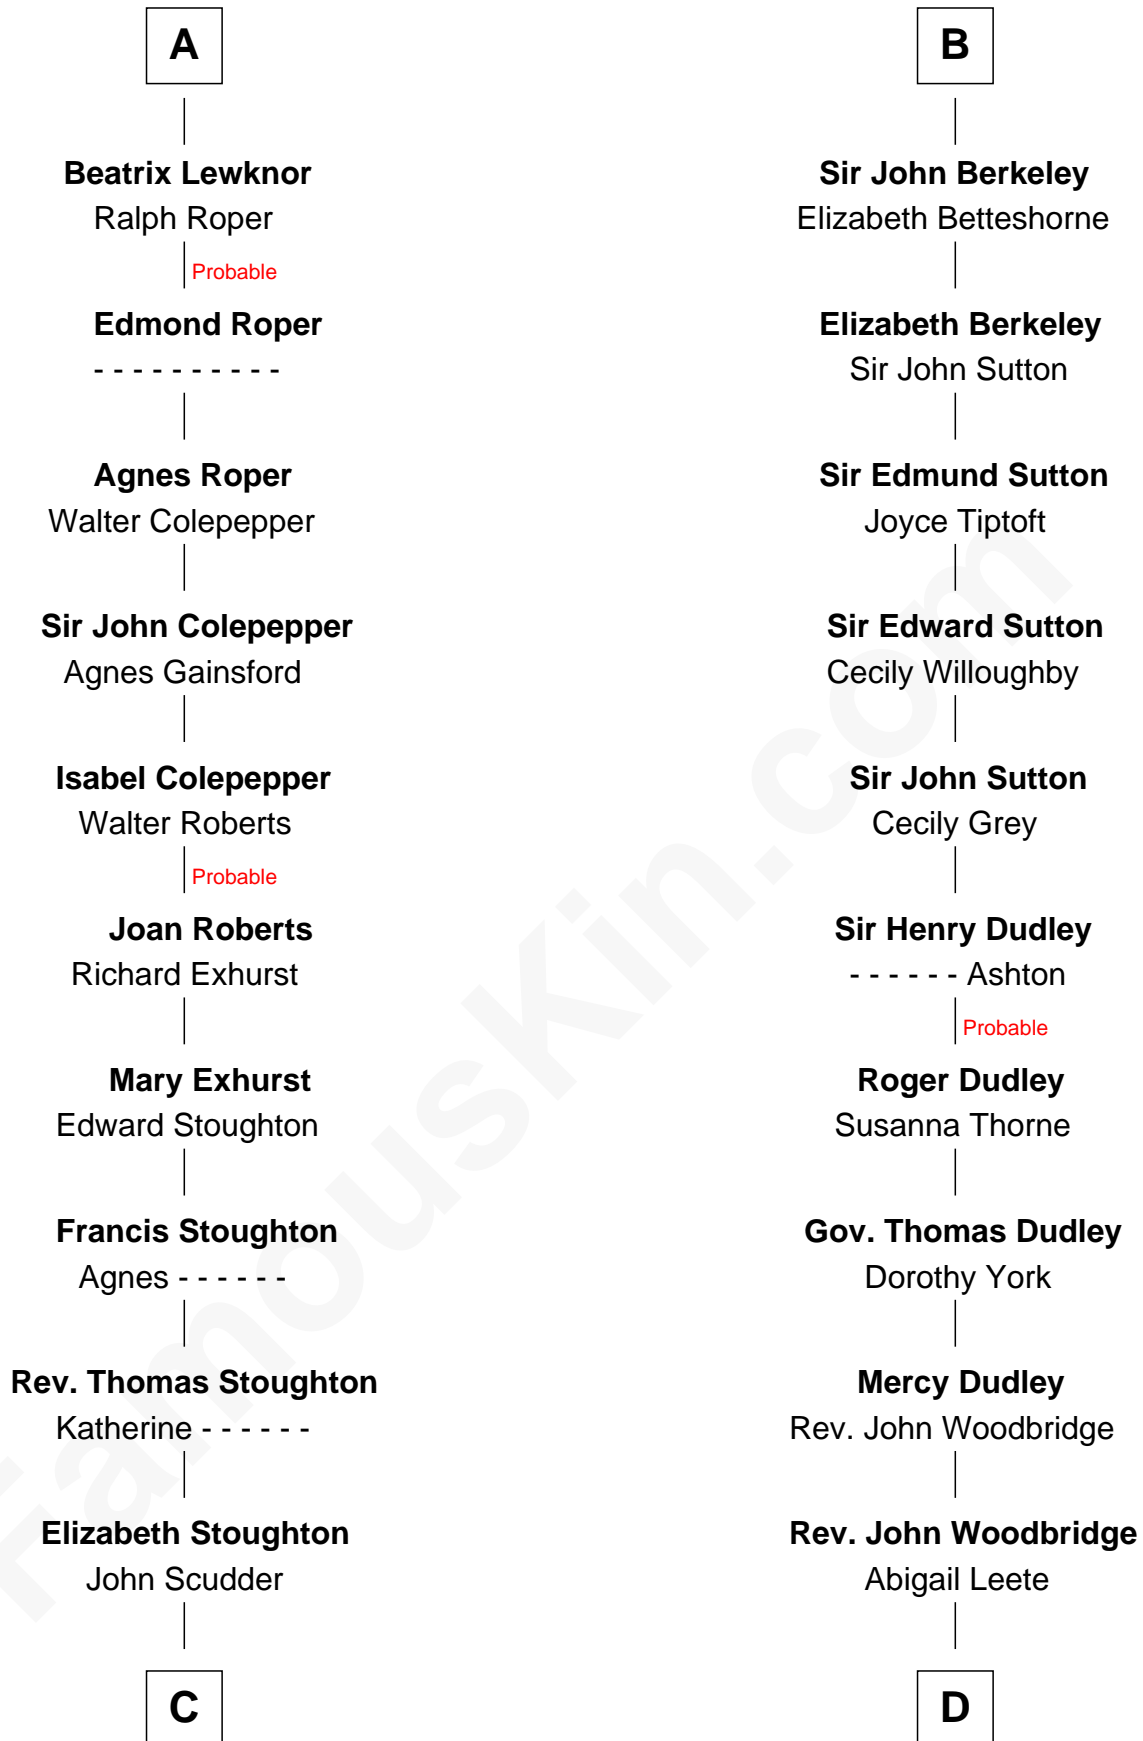 A
Beatrix Lewknor
Ralph Roper
Probable
Edmond Roper
- - - - - - - - - -
Agnes Roper
Walter Colepepper
Sir John Colepepper
Agnes Gainsford
Isabel Colepepper
Walter Roberts
Probable
Joan Roberts
Richard Exhurst
Mary Exhurst
Edward Stoughton
Francis Stoughton
Agnes - - - - - -
Rev. Thomas Stoughton
Katherine - - - - - -
Elizabeth Stoughton
John Scudder
C
B
Sir John Berkeley
Elizabeth Betteshorne
Elizabeth Berkeley
Sir John Sutton
Sir Edmund Sutton
Joyce Tiptoft
Sir Edward Sutton
Cecily Willoughby
Sir John Sutton
Cecily Grey
Sir Henry Dudley
- - - - - - Ashton
Probable
Roger Dudley
Susanna Thorne
Gov. Thomas Dudley
Dorothy York
Mercy Dudley
Rev. John Woodbridge
Rev. John Woodbridge
Abigail Leete
D
FamousKin.com